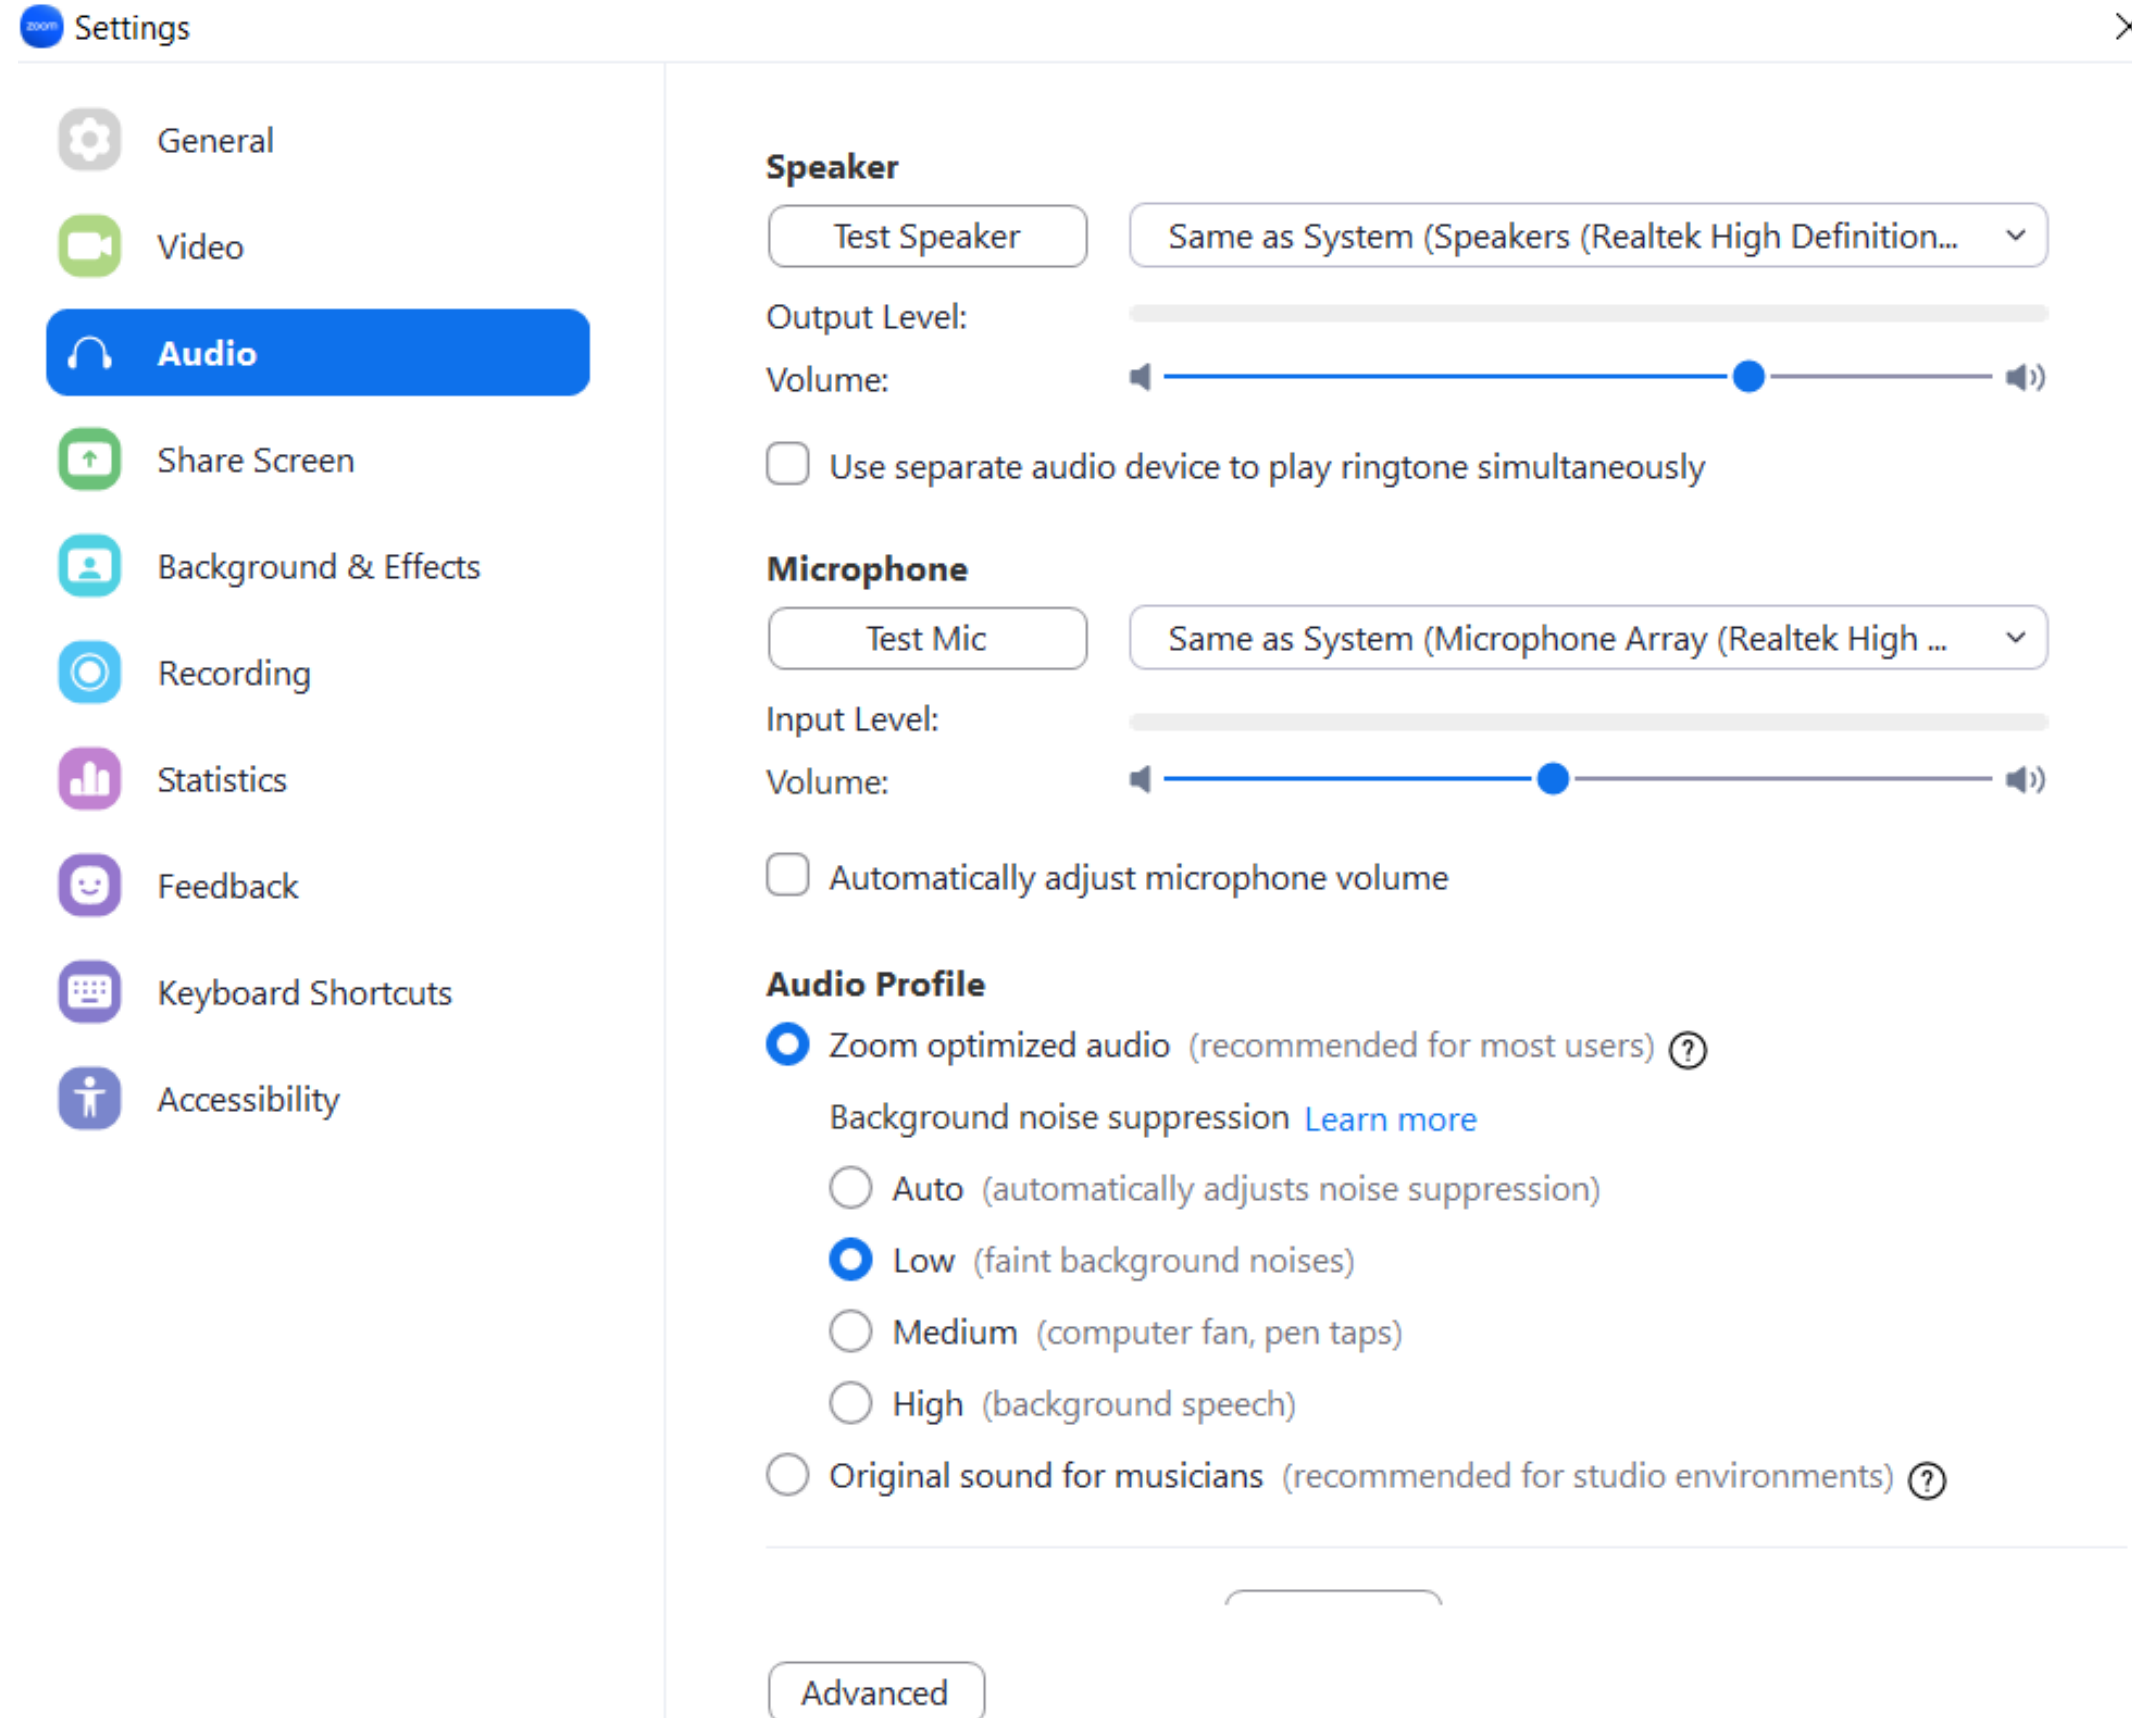 zoom Settings
General
Video
Audio
Share Screen
Background & Effects
Recording
Statistics
Feedback
Keyboard Shortcuts
Accessibility
Speaker
Test Speaker Same as System (Speakers (Realtek High Definition...
Output Level:
Volume:
Use separate audio device to play ringtone simultaneously
Microphone
Test Mic Same as System (Microphone Array (Realtek High ...
Input Level:
Volume:
Automatically adjust microphone volume
Audio Profile
Zoom optimized audio (recommended for most users) ?
Background noise suppression Learn more
Auto (automatically adjusts noise suppression)
Low (faint background noises)
Medium (computer fan, pen taps)
High (background speech)
Original sound for musicians (recommended for studio environments) ?
Advanced